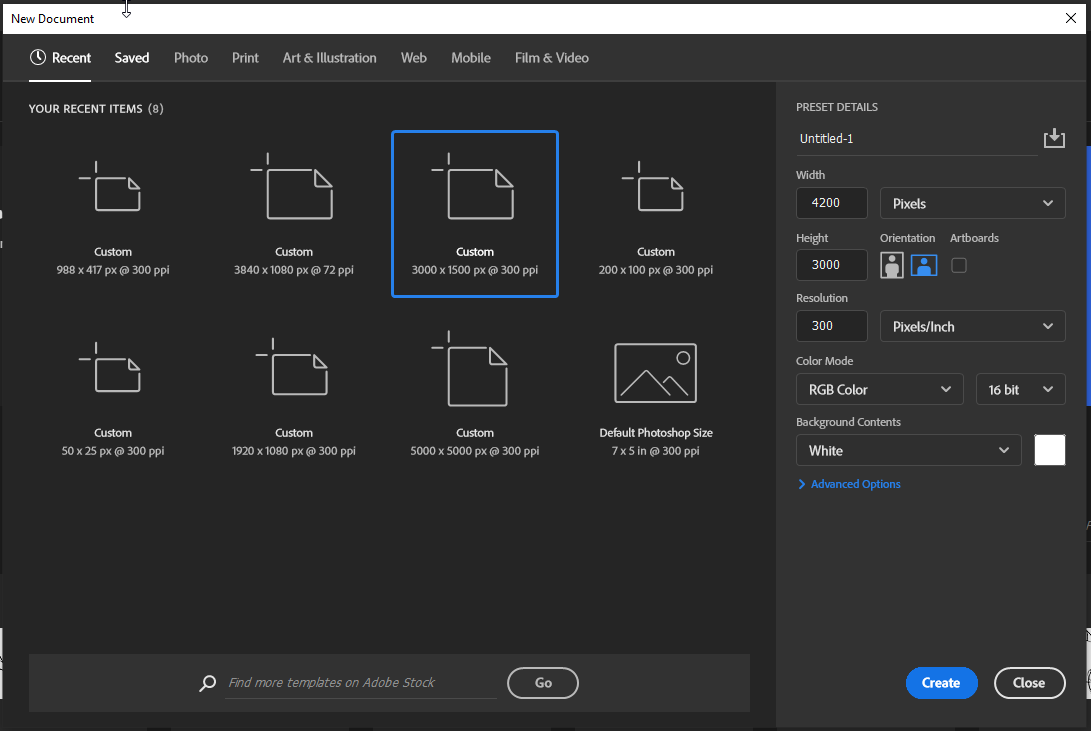 New Document
Recent Saved Photo Print Art & Illustration Web Mobile Film & Video
YOUR RECENT ITEMS (8)
Custom
988 x 417 px @ 300 ppi
Custom
3840 x 1080 px @ 72 ppi
Custom
3000 x 1500 px @ 300 ppi
Custom
200 x 100 px @ 300 ppi
Custom
50 x 25 px @ 300 ppi
Custom
1920 x 1080 px @ 300 ppi
Custom
5000 x 5000 px @ 300 ppi
Default Photoshop Size
7 x 5 in @ 300 ppi
Find more templates on Adobe Stock
Go
PRESET DETAILS
Untitled-1
Width
4200 Pixels
Height Orientation Artboards
3000
Resolution
300 Pixels/Inch
Color Mode
RGB Color 16 bit
Background Contents
White
Advanced Options
Create Close